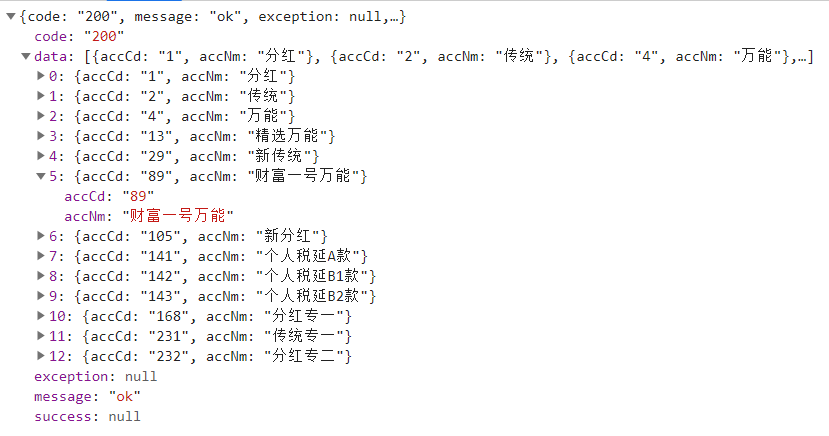 {code: "200", message: "ok", exception: null,…}
code: "200"
data: [{accCd: "1", accNm: "分红"}, {accCd: "2", accNm: "传统"}, {accCd: "4", accNm: "万能"},…]
0: {accCd: "1", accNm: "分红"}
1: {accCd: "2", accNm: "传统"}
2: {accCd: "4", accNm: "万能"}
3: {accCd: "13", accNm: "精选万能"}
4: {accCd: "29", accNm: "新传统"}
5: {accCd: "89", accNm: "财富一号万能"}
accCd: "89"
accNm: "财富一号万能"
6: {accCd: "105", accNm: "新分红"}
7: {accCd: "141", accNm: "个人税延A款"}
8: {accCd: "142", accNm: "个人税延B1款"}
9: {accCd: "143", accNm: "个人税延B2款"}
10: {accCd: "168", accNm: "分红专一"}
11: {accCd: "231", accNm: "传统专一"}
12: {accCd: "232", accNm: "分红专二"}
exception: null
message: "ok"
success: null